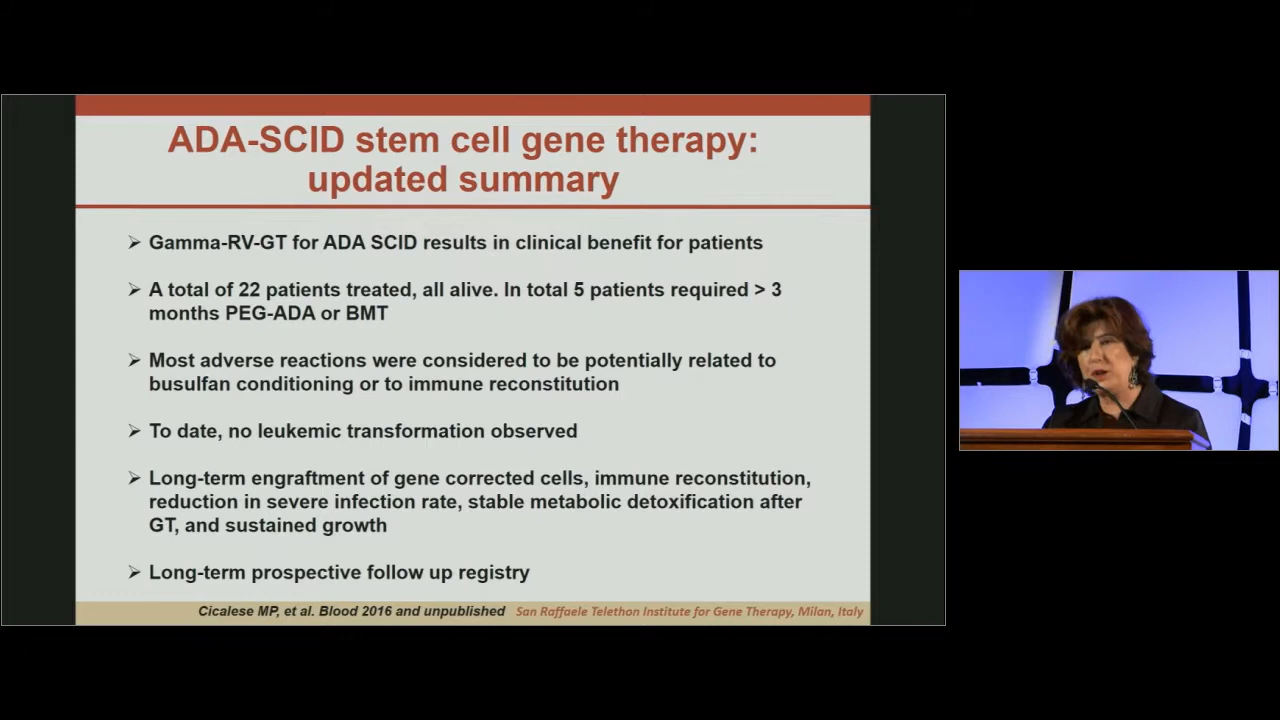 ADA-SCID stem cell gene therapy:
updated summary
➢ Gamma-RV-GT for ADA SCID results in clinical benefit for patients
➢ A total of 22 patients treated, all alive. In total 5 patients required > 3
months PEG-ADA or BMT
➢ Most adverse reactions were considered to be potentially related to
busulfan conditioning or to immune reconstitution
➢ To date, no leukemic transformation observed
➢ Long-term engraftment of gene corrected cells, immune reconstitution,
reduction in severe infection rate, stable metabolic detoxification after
GT, and sustained growth
➢ Long-term prospective follow up registry
Cicalese MP, et al. Blood 2016 and unpublished San Raffaele Telethon Institute for Gene Therapy, Milan, Italy